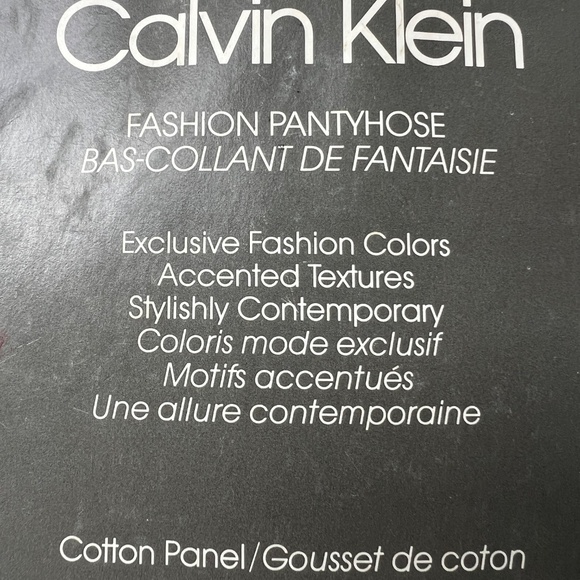 Calvin Klein
FASHION PANTYHOSE
BAS-COLLANT DE FANTAISIE
Exclusive Fashion Colors
Accented Textures
Stylishly Contemporary
Coloris mode exclusif
Motifs accentués
Une allure contemporaine
Cotton Panel/Gousset de coton